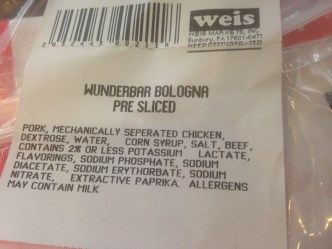 weis
WEIS MARKETS, INC
Sunbury, PA 17801-0471
KEEP REFRIGERATED
WUNDERBAR BOLOGNA
PRE SLICED
PORK, MECHANICALLY SEPERATED CHICKEN,
DEXTROSE, WATER, CORN SYRUP, SALT, BEEF,
CONTAINS 2% OR LESS POTASSIUM LACTATE,
FLAVORINGS, SODIUM PHOSPHATE, SODIUM
DIACETATE, SODIUM ERYTHORBATE, SODIUM
NITRATE, EXTRACTIVE PAPRIKA. ALLERGENS
MAY CONTAIN MILK